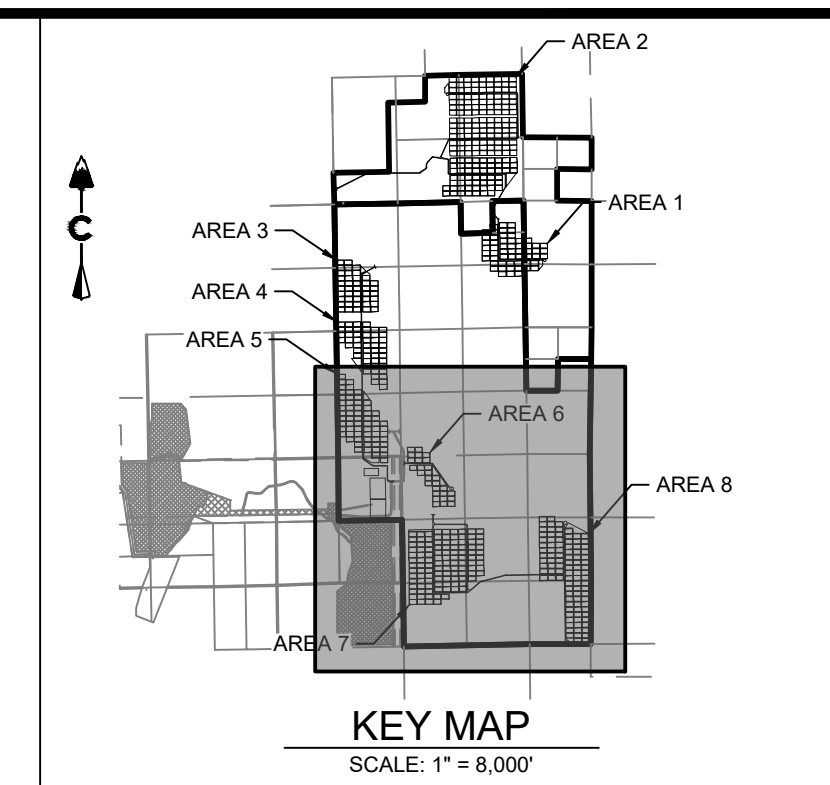 AREA 2
AREA 1
AREA 3
AREA 4
AREA 5
AREA 6
AREA 8
AREA 7
C
KEY MAP
SCALE: 1" = 8,000'